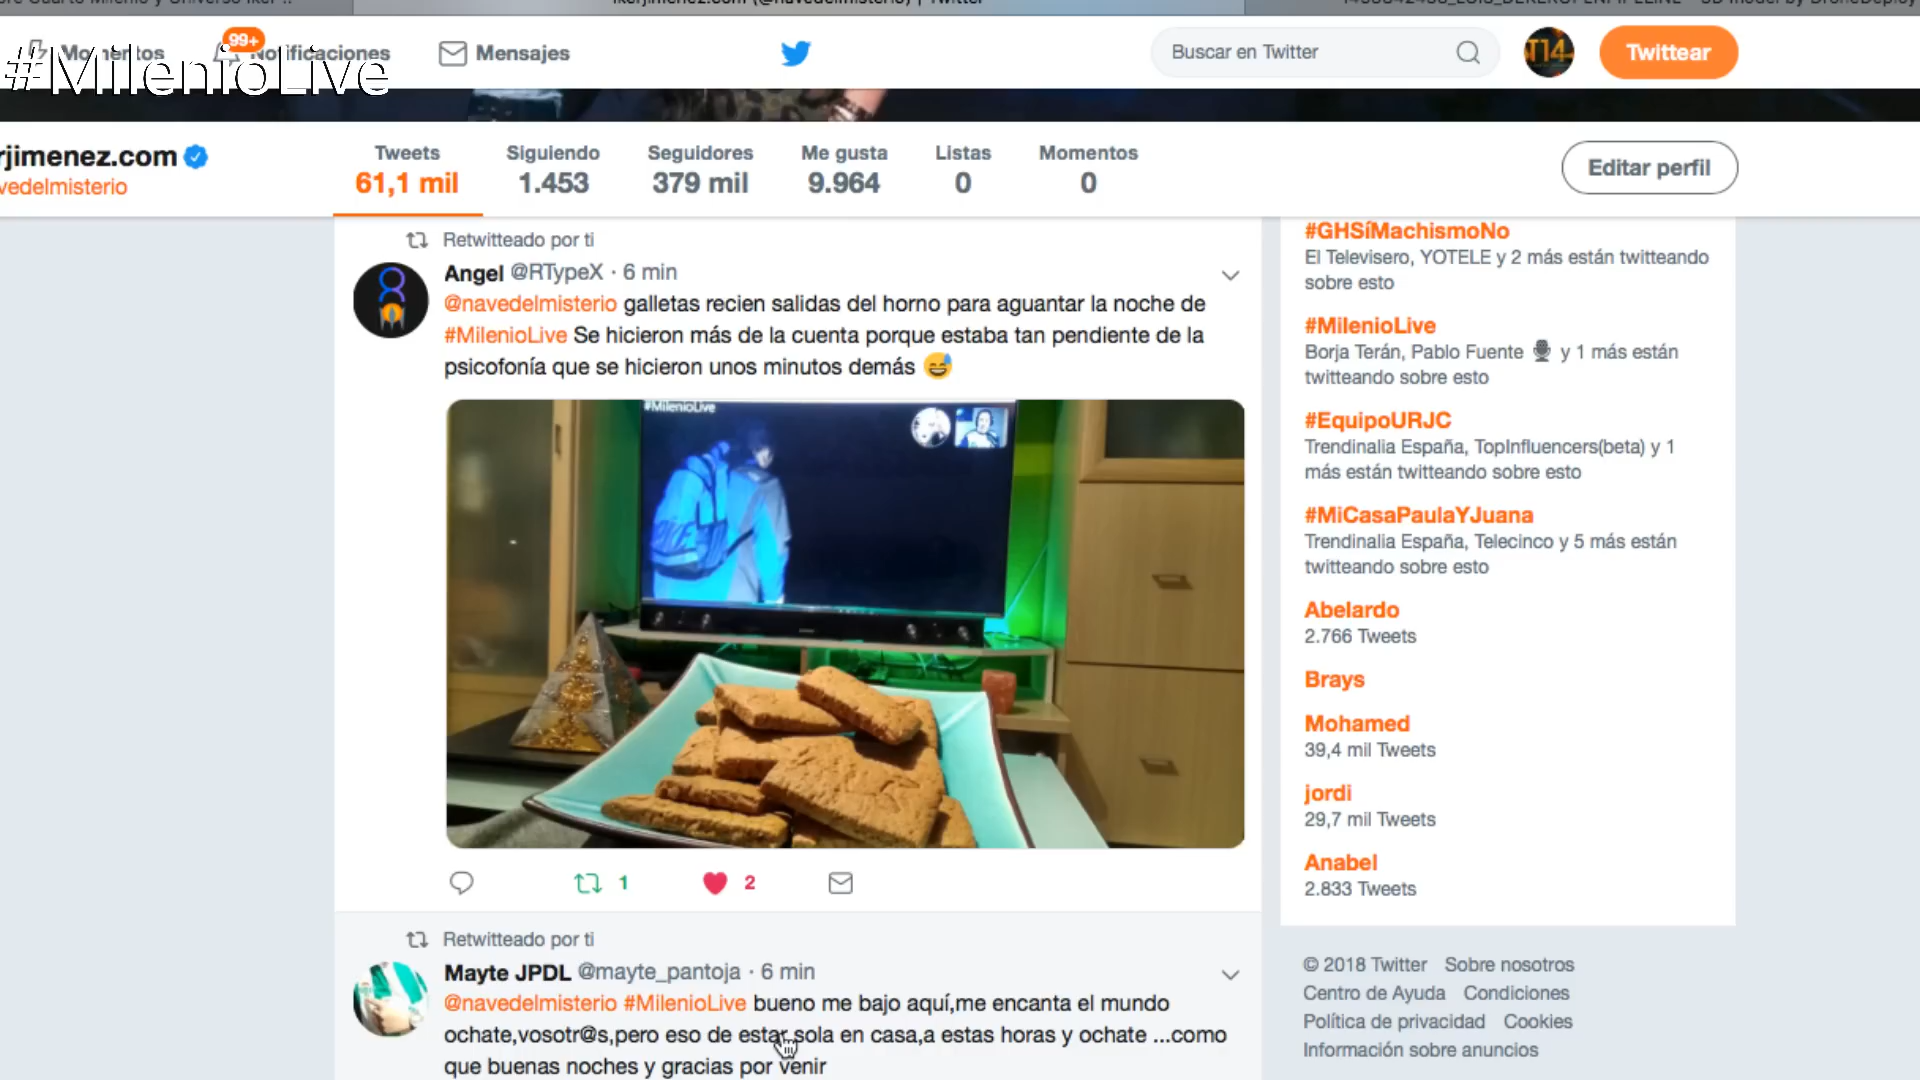 ikerjimenez.com (@navedelmisterio) | Twitter
#MilenioLive
Momentos
99+
Notificaciones
Mensajes
Buscar en Twitter
T14
Twittear
rjimenez.com
vedelmisterio
Tweets
61,1 mil
Siguiendo
1.453
Seguidores
379 mil
Me gusta
9.964
Listas
0
Momentos
0
Editar perfil
Retwitteado por ti
Angel @RTypeX · 6 min
@navedelmisterio galletas recien salidas del horno para aguantar la noche de
#MilenioLive Se hicieron más de la cuenta porque estaba tan pendiente de la
psicofonía que se hicieron unos minutos demás 😅
#MilenioLive
1
2
Retwitteado por ti
Mayte JPDL @mayte_pantoja · 6 min
@navedelmisterio #MilenioLive bueno me bajo aquí,me encanta el mundo
ochate,vosotr@s,pero eso de estar sola en casa,a estas horas y ochate ...como
que buenas noches y gracias por venir
#GHSíMachismoNo
El Televisero, YOTELE y 2 más están twitteando
sobre esto
#MilenioLive
Borja Terán, Pablo Fuente 🎙 y 1 más están
twitteando sobre esto
#EquipoURJC
Trendinalia España, TopInfluencers(beta) y 1
más están twitteando sobre esto
#MiCasaPaulaYJuana
Trendinalia España, Telecinco y 5 más están
twitteando sobre esto
Abelardo
2.766 Tweets
Brays
Mohamed
39,4 mil Tweets
jordi
29,7 mil Tweets
Anabel
2.833 Tweets
© 2018 Twitter Sobre nosotros
Centro de Ayuda Condiciones
Política de privacidad Cookies
Información sobre anuncios